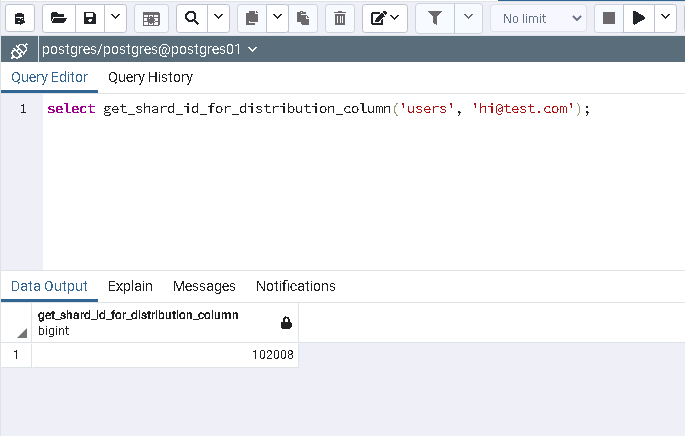 No limit
postgres/postgres@postgres01
Query Editor Query History
1 select get_shard_id_for_distribution_column('users', 'hi@test.com');
Data Output Explain Messages Notifications
get_shard_id_for_distribution_column
bigint
1 102008